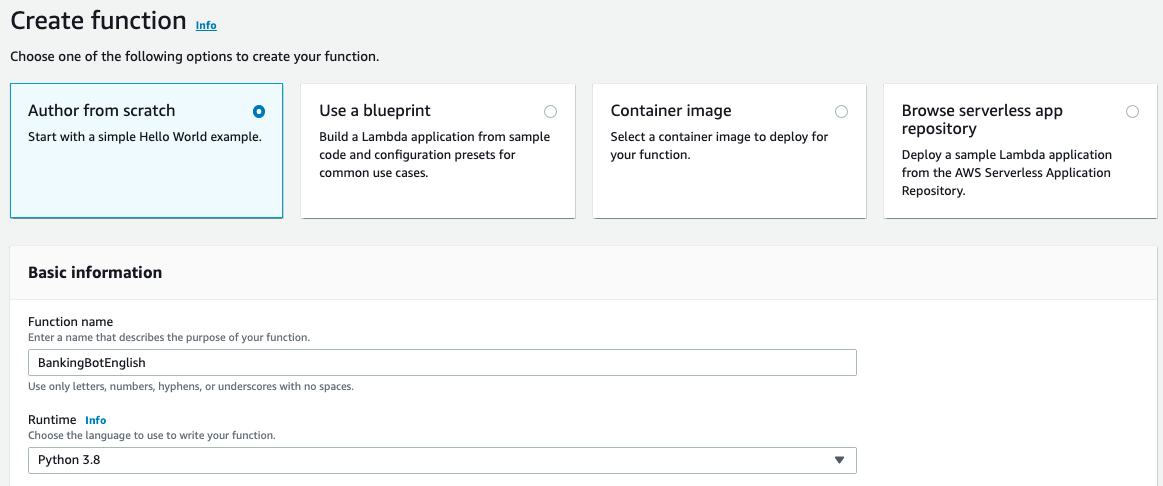 Create function Info
Choose one of the following options to create your function.
Author from scratch
Start with a simple Hello World example.
Use a blueprint
Build a Lambda application from sample
code and configuration presets for
common use cases.
Container image
Select a container image to deploy for
your function.
Browse serverless app
repository
Deploy a sample Lambda application
from the AWS Serverless Application
Repository.
Basic information
Function name
Enter a name that describes the purpose of your function.
BankingBotEnglish
Use only letters, numbers, hyphens, or underscores with no spaces.
Runtime Info
Choose the language to use to write your function.
Python 3.8